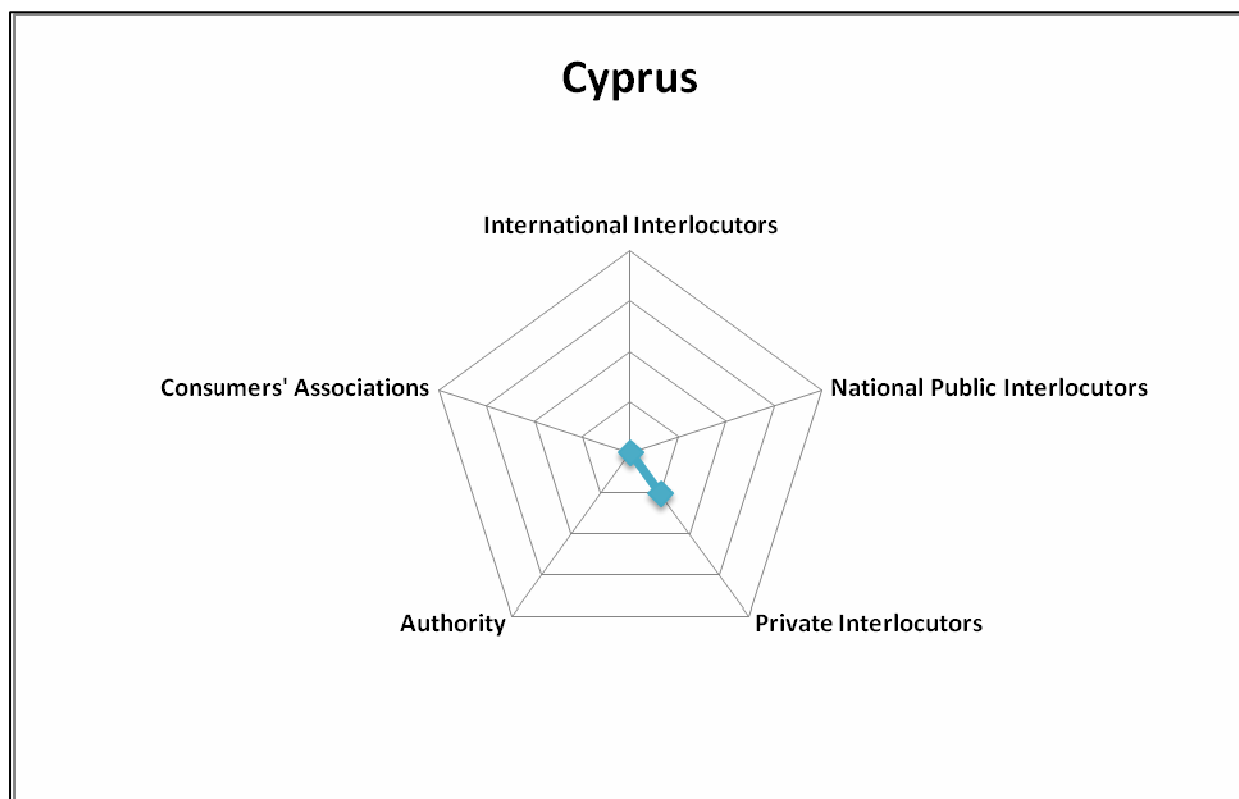 Cyprus
International Interlocutors
Consumers' Associations
National Public Interlocutors
Authority
Private Interlocutors